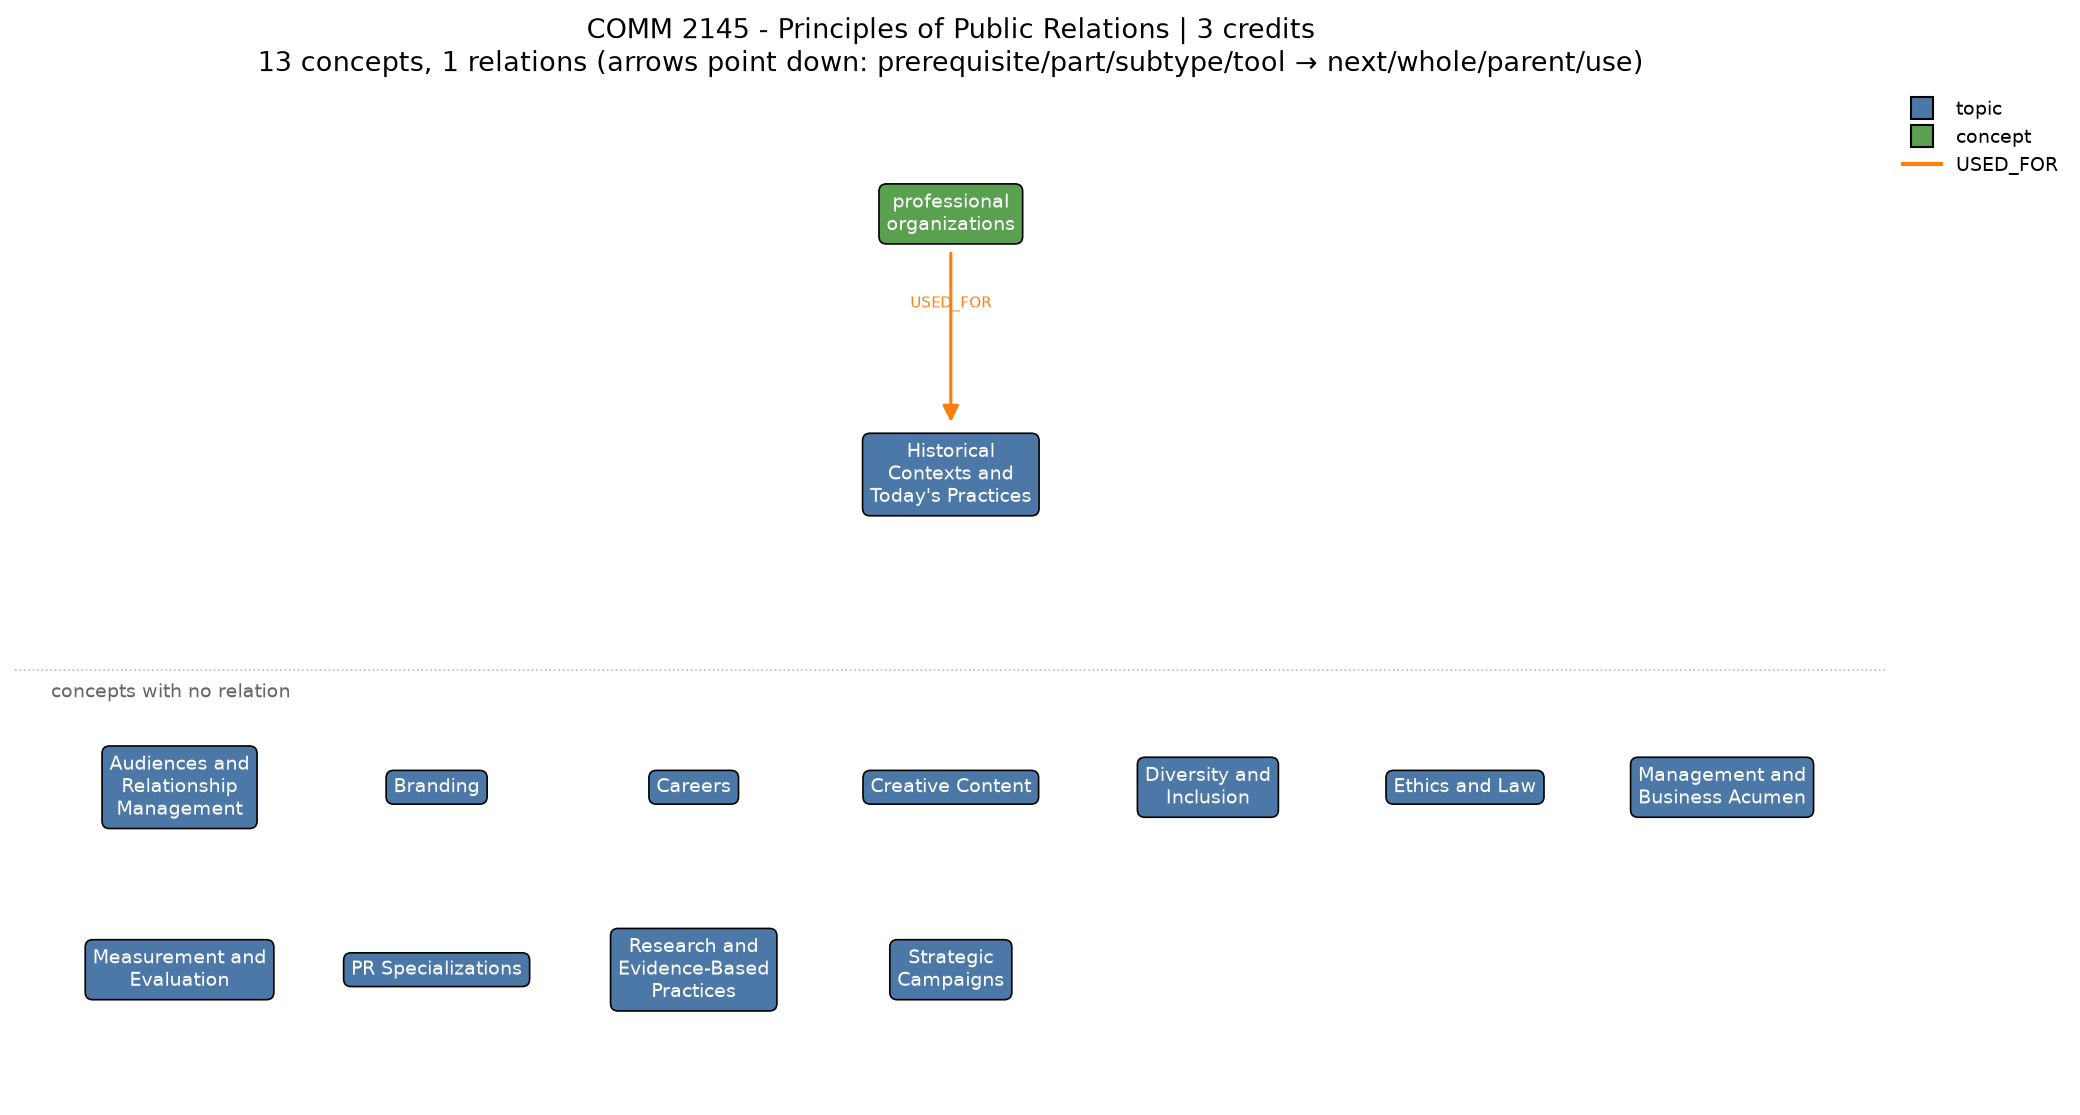 COMM 2145 - Principles of Public Relations | 3 credits
13 concepts, 1 relations (arrows point down: prerequisite/part/subtype/tool → next/whole/parent/use)
topic
concept
USED_FOR
professional
organizations
USED_FOR
Historical
Contexts and
Today's Practices
concepts with no relation
Audiences and
Relationship
Management
Branding
Careers
Creative Content
Diversity and
Inclusion
Ethics and Law
Management and
Business Acumen
Measurement and
Evaluation
PR Specializations
Research and
Evidence-Based
Practices
Strategic
Campaigns